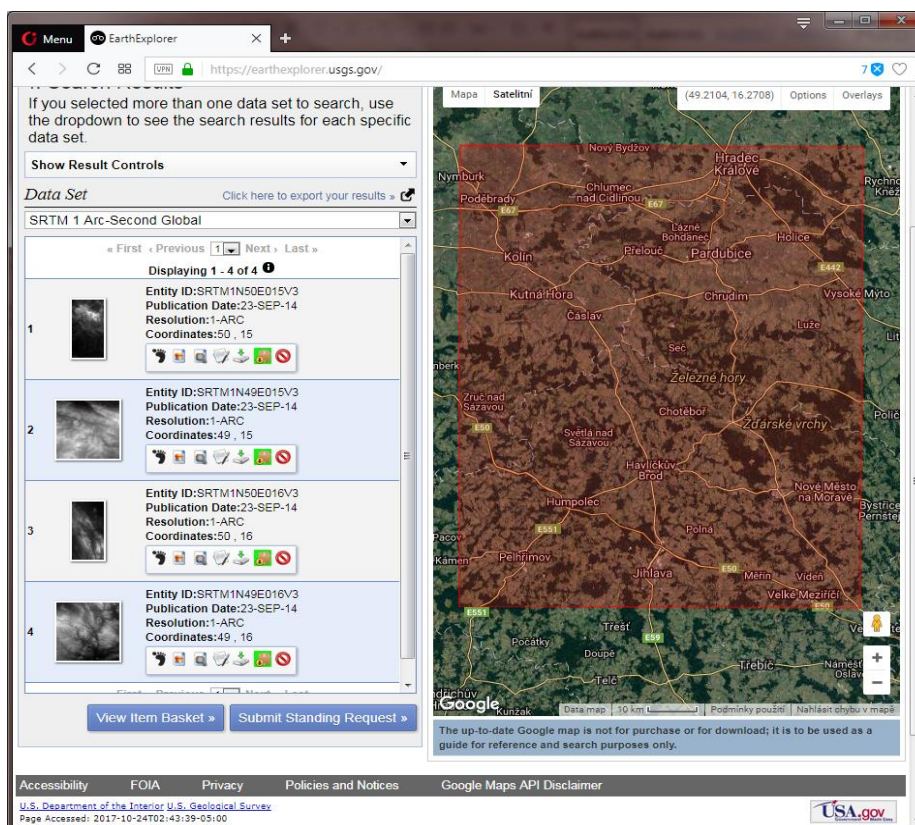 Menu
EarthExplorer
VPN
https://earthexplorer.usgs.gov/
7
If you selected more than one data set to search, use
the dropdown to see the search results for each specific
data set.
Show Result Controls
Data Set
Click here to export your results »
SRTM 1 Arc-Second Global
« First ‹ Previous 1 Next › Last »
Displaying 1 - 4 of 4
1
Entity ID:SRTM1N50E015V3
Publication Date:23-SEP-14
Resolution:1-ARC
Coordinates:50 , 15
2
Entity ID:SRTM1N49E015V3
Publication Date:23-SEP-14
Resolution:1-ARC
Coordinates:49 , 15
3
Entity ID:SRTM1N50E016V3
Publication Date:23-SEP-14
Resolution:1-ARC
Coordinates:50 , 16
4
Entity ID:SRTM1N49E016V3
Publication Date:23-SEP-14
Resolution:1-ARC
Coordinates:49 , 16
View Item Basket »
Submit Standing Request »
Mapa
Satelitní
(49.2104, 16.2708)
Options
Overlays
Nový Bydžov
Hradec
Králové
Nymburk
Chlumec
nad Cidlinou
Poděbrady
E67
E67
Lázně
Bohdaneč
Holice
Kolín
Přelouč
Pardubice
E442
Kutná Hora
Chrudim
Vysoké Mýto
Čáslav
Luže
Seč
Železné hory
Zruč nad
Sázavou
Chotěboř
Žďárské vrchy
E50
Světlá nad
Sázavou
Havlíčkův
Brod
Nové Město
na Moravě
Humpolec
Bystřice
E551
Polná
Pelhřimov
Jihlava
E50
Měřín
Vídeň
Velké Meziříčí
E551
E50
Třešť
E59
Počátky
Doupě
Třebíč
Telč
Kunžak
Google
Data map
10 km
Podmínky použití
Nahlásit chybu v mapě
The up-to-date Google map is not for purchase or for download; it is to be used as a
guide for reference and search purposes only.
Accessibility
FOIA
Privacy
Policies and Notices
Google Maps API Disclaimer
U.S. Department of the Interior U.S. Geological Survey
Page Accessed: 2017-10-24T02:43:39-05:00
USA.gov